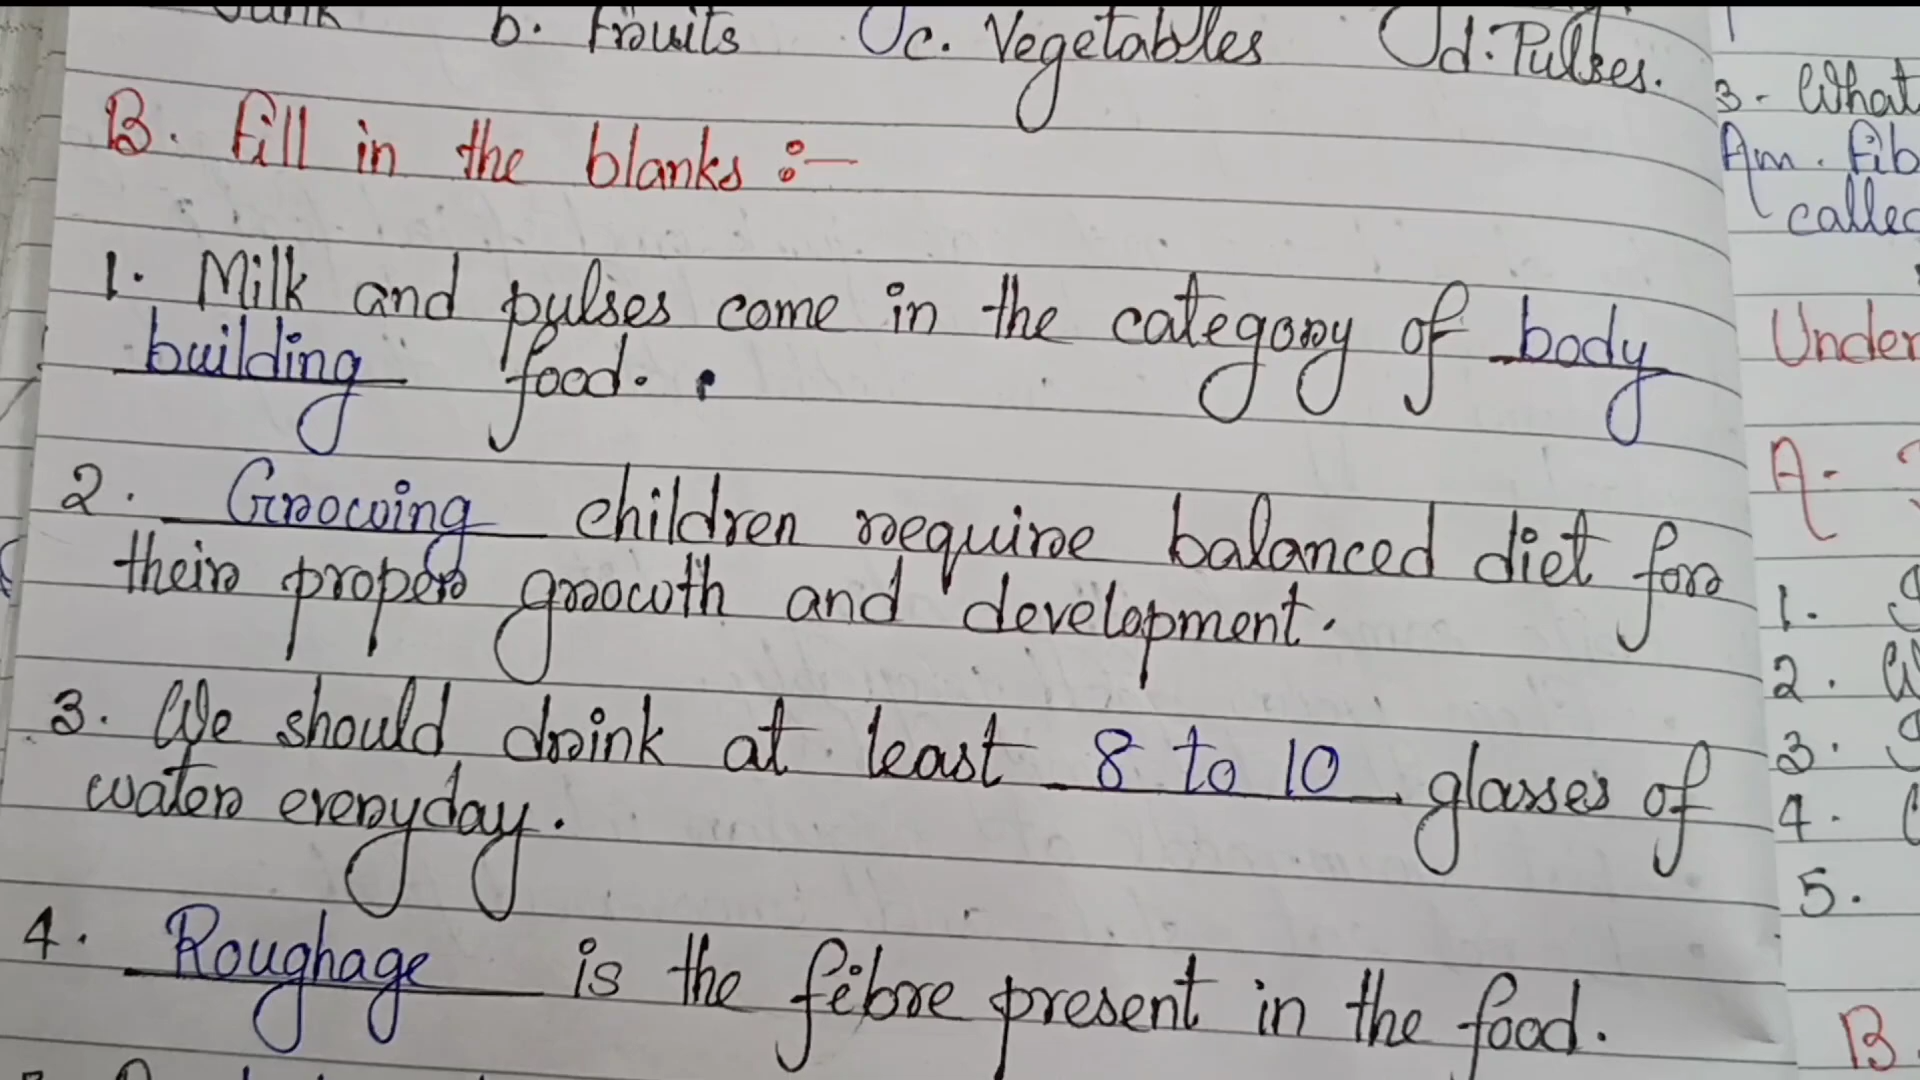 Junk b. Fruits c. Vegetables d. Pulses.
B. Fill in the blanks :-
1. Milk and pulses come in the category of body
building food.
2. Growing children require balanced diet for
their proper growth and development.
3. We should drink at least 8 to 10 glasses of
water everyday.
4. Roughage is the fibre present in the food.
3. What
Ans. Fib
called
Under
A.
1.
2.
3.
4.
5.
B.